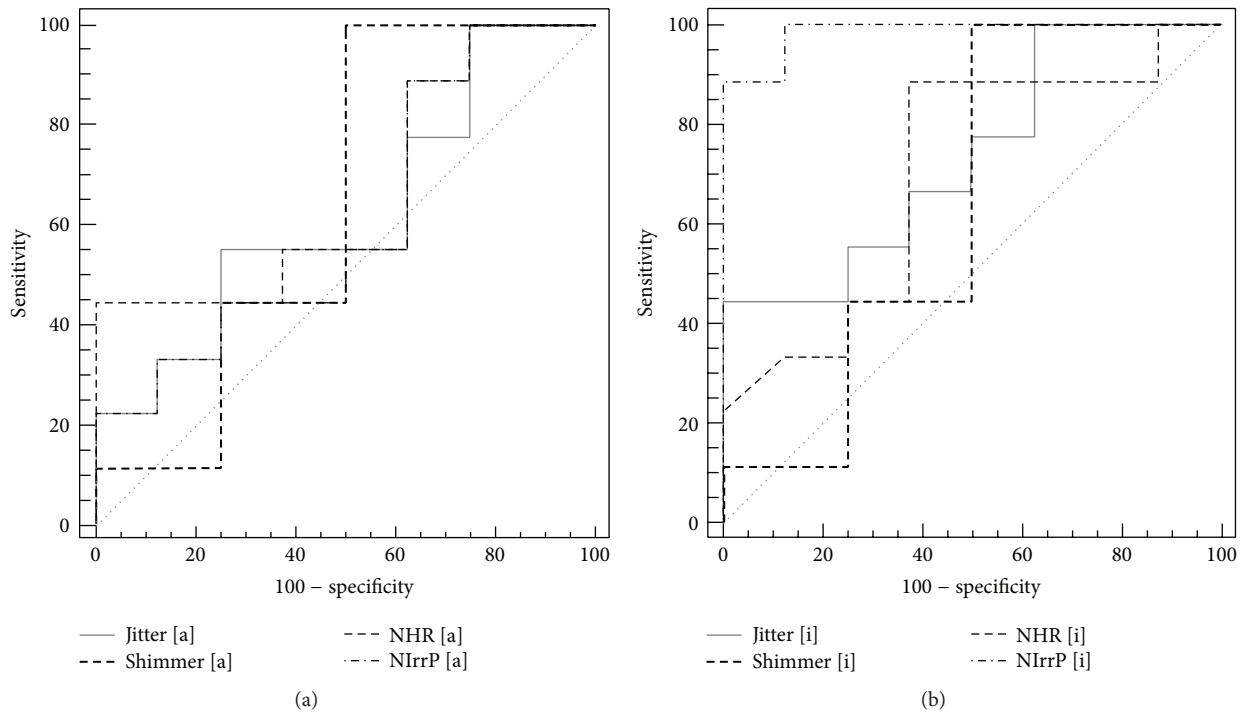 100
80
60
40
20
0
Sensitivity
0 20 40 60 80 100
100 − specificity
Jitter [a] NHR [a]
Shimmer [a] NIrrP [a]
(a)
100
80
60
40
20
0
Sensitivity
0 20 40 60 80 100
100 − specificity
Jitter [i] NHR [i]
Shimmer [i] NIrrP [i]
(b)